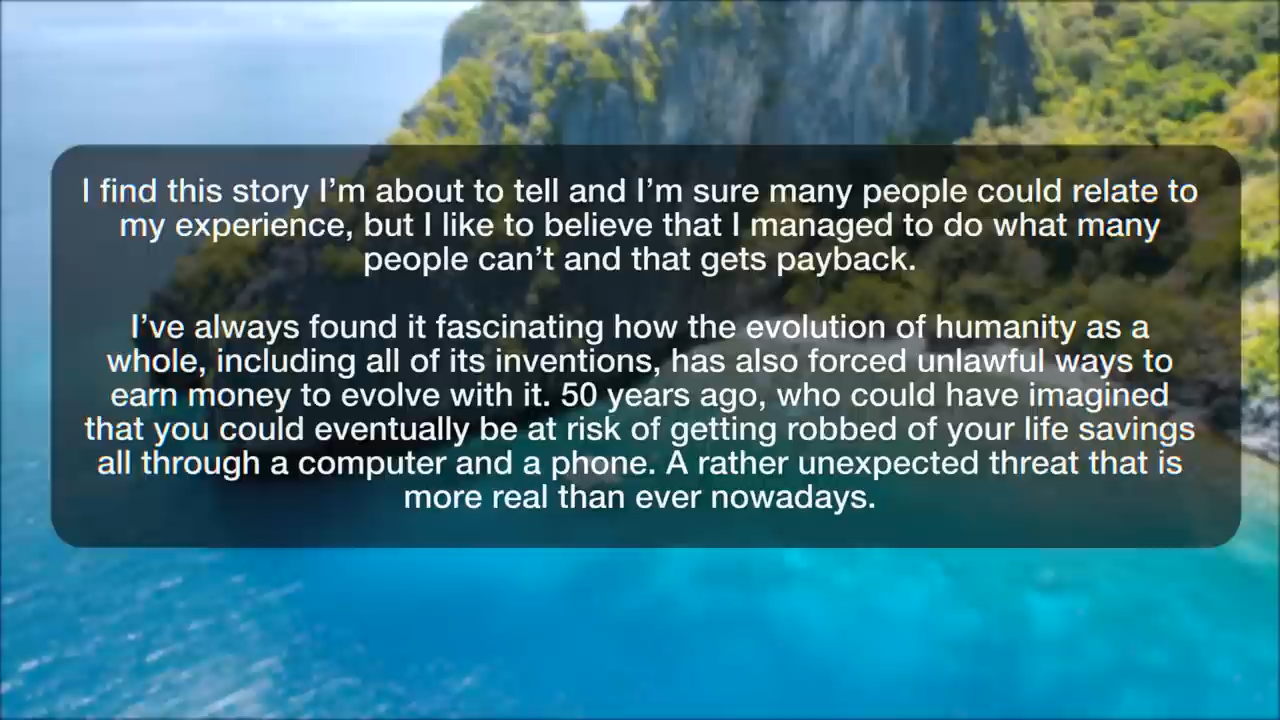 I find this story I’m about to tell and I’m sure many people could relate to
my experience, but I like to believe that I managed to do what many
people can’t and that gets payback.
I’ve always found it fascinating how the evolution of humanity as a
whole, including all of its inventions, has also forced unlawful ways to
earn money to evolve with it. 50 years ago, who could have imagined
that you could eventually be at risk of getting robbed of your life savings
all through a computer and a phone. A rather unexpected threat that is
more real than ever nowadays.